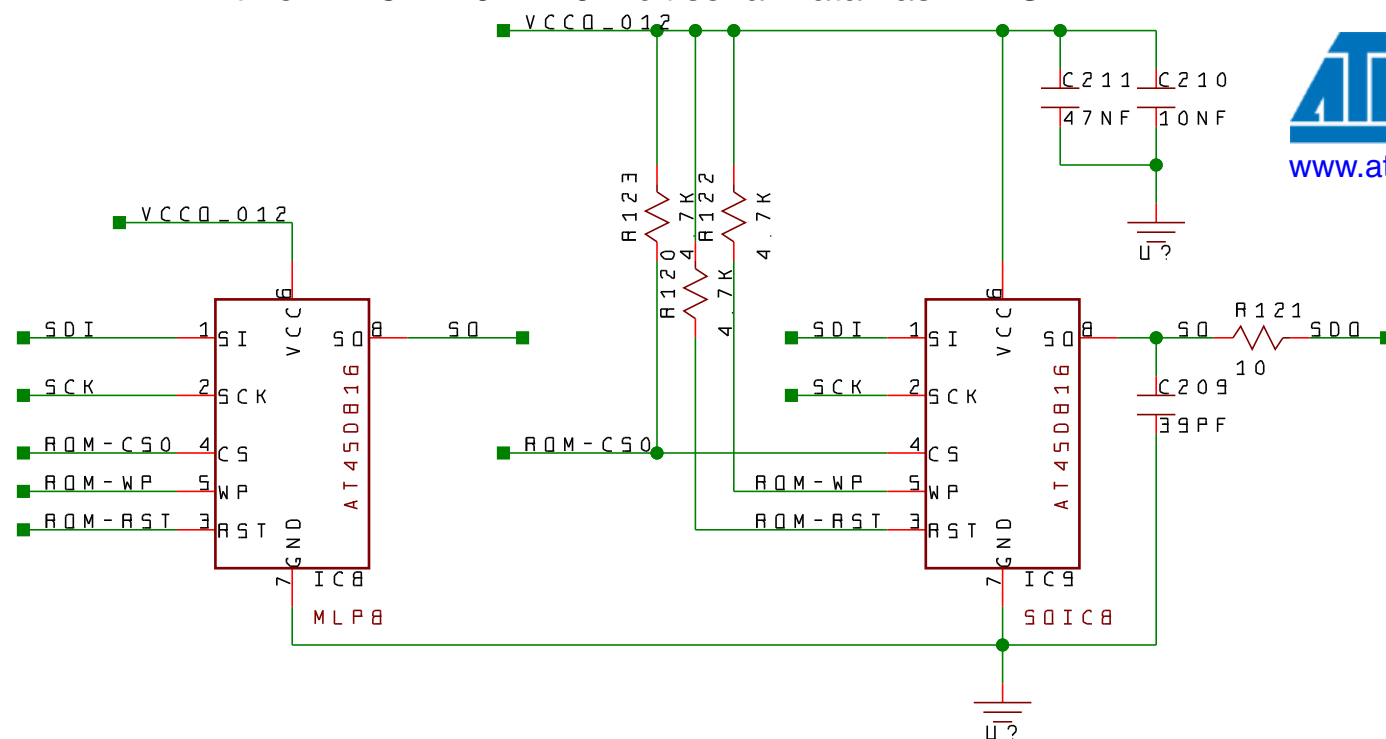 VCCO_012
C211
C210
47NF
10NF
www.at
VCCO_012
R123
4.7K
R122
4.7K
R120
4.7K
U?
SDI
1
SI
6
VCC
SO
8
SO
SCK
2
SCK
ROM-CS0
4
CS
ROM-WP
5
WP
ROM-RST
3
RST
AT45DB16
GND
7
IC8
MLP8
SDI
1
SI
6
VCC
SO
8
SO
R121
10
SDO
SCK
2
SCK
C209
39PF
ROM-CS0
4
CS
ROM-WP
5
WP
ROM-RST
3
RST
AT45DB16
GND
7
IC9
SOIC8
U?